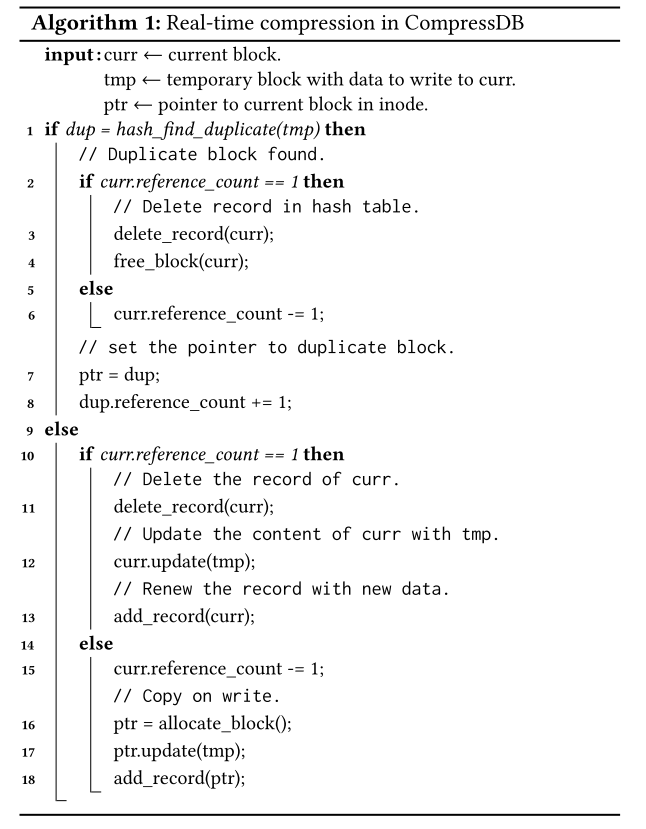 Algorithm 1: Real-time compression in CompressDB
input: curr ← current block.
tmp ← temporary block with data to write to curr.
ptr ← pointer to current block in inode.
1 if dup = hash_find_duplicate(tmp) then
// Duplicate block found.
2 if curr.reference_count == 1 then
// Delete record in hash table.
3 delete_record(curr);
4 free_block(curr);
5 else
6 curr.reference_count -= 1;
// set the pointer to duplicate block.
7 ptr = dup;
8 dup.reference_count += 1;
9 else
10 if curr.reference_count == 1 then
// Delete the record of curr.
11 delete_record(curr);
// Update the content of curr with tmp.
12 curr.update(tmp);
// Renew the record with new data.
13 add_record(curr);
14 else
15 curr.reference_count -= 1;
// Copy on write.
16 ptr = allocate_block();
17 ptr.update(tmp);
18 add_record(ptr);